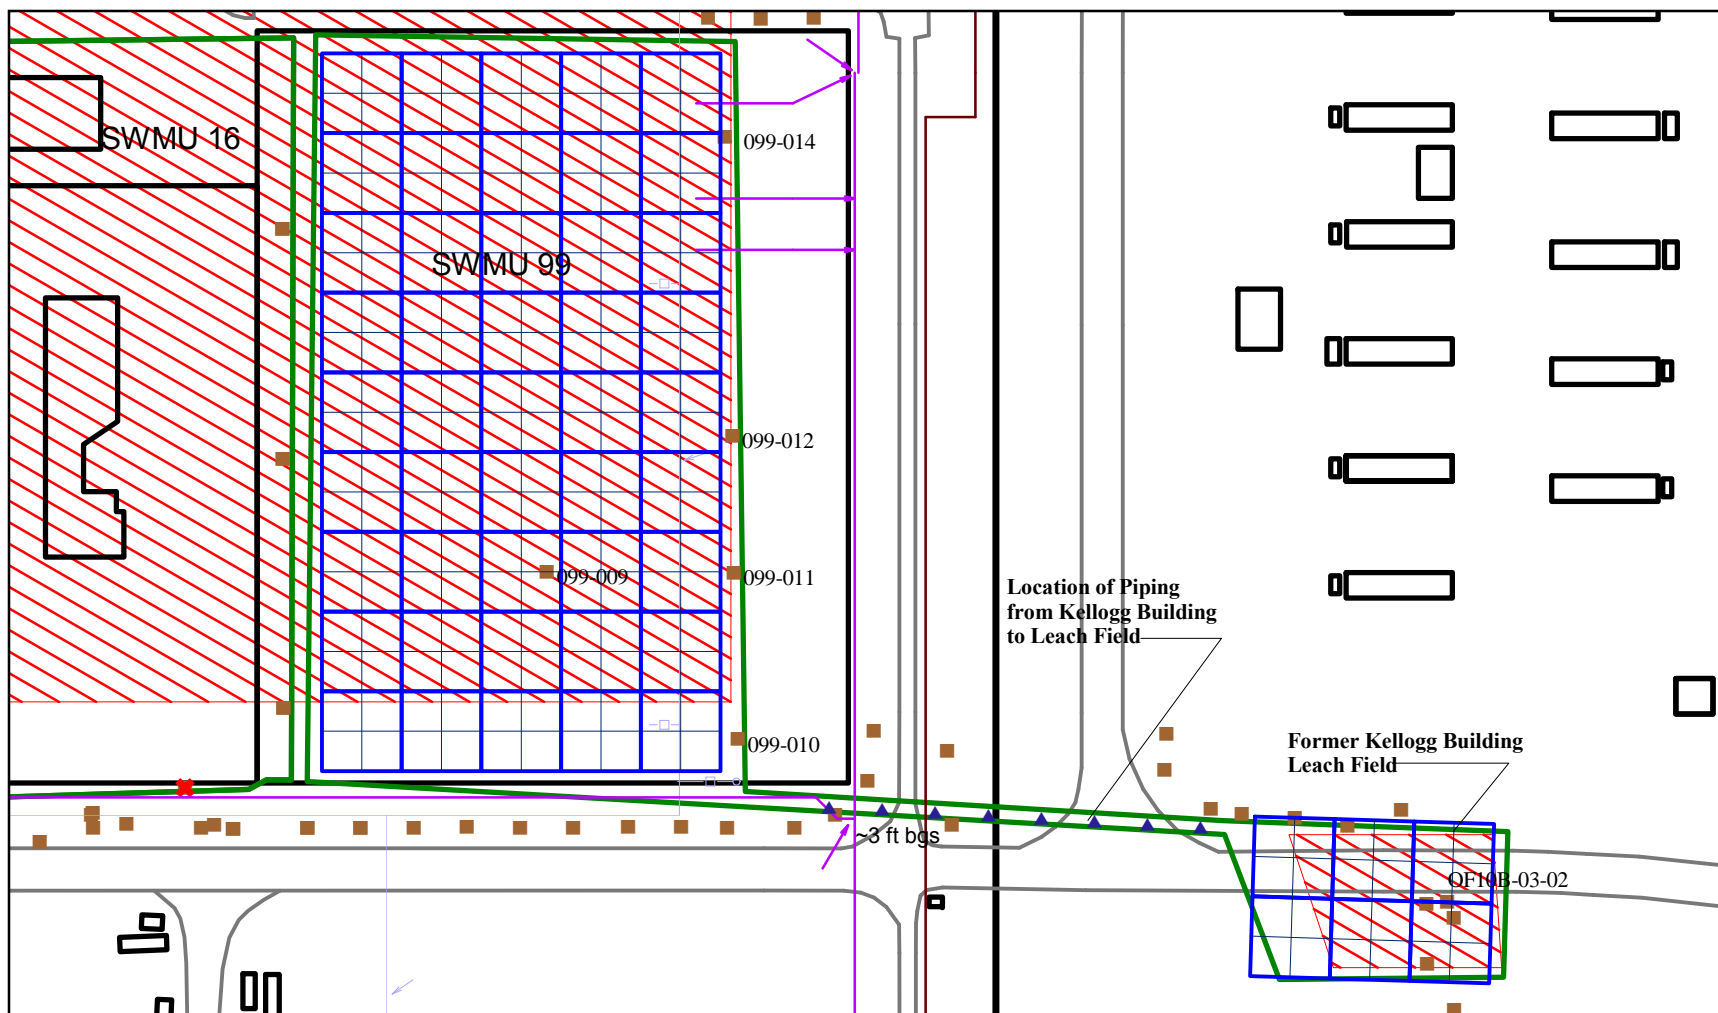 099-014
SWMU 16
SWMU 99
099-012
099-009
099-011
Location of Piping
from Kellogg Building
to Leach Field
099-010
Former Kellogg Building
Leach Field
~3 ft bgs
OF10B-03-02